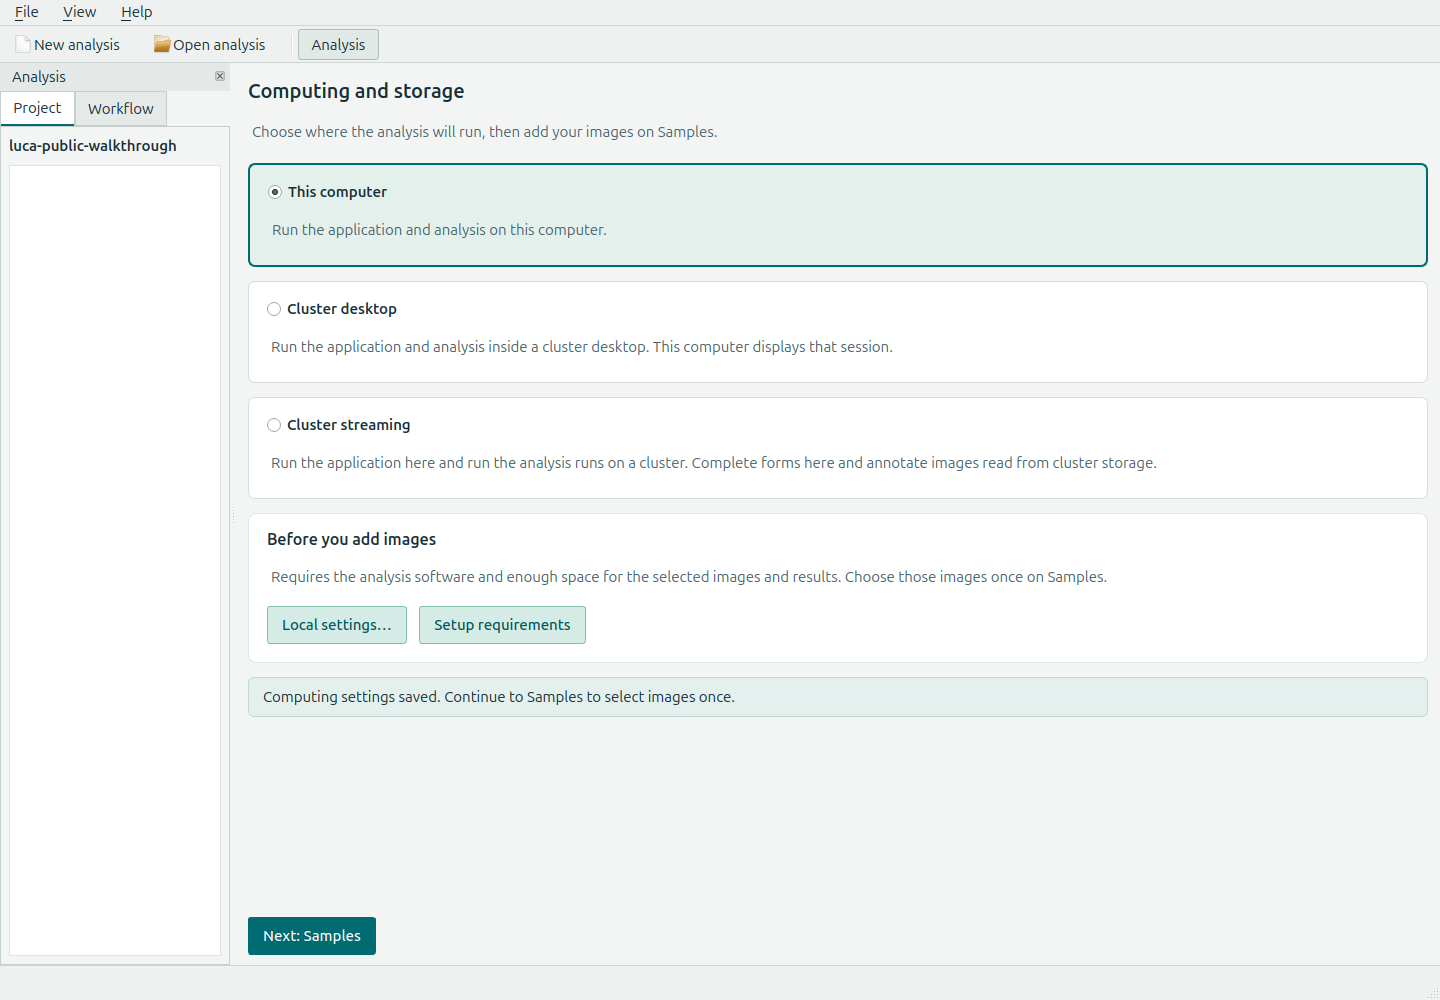 File View Help
New analysis Open analysis Analysis
Analysis
Project Workflow
luca-public-walkthrough
Computing and storage
Choose where the analysis will run, then add your images on Samples.
This computer
Run the application and analysis on this computer.
Cluster desktop
Run the application and analysis inside a cluster desktop. This computer displays that session.
Cluster streaming
Run the application here and run the analysis runs on a cluster. Complete forms here and annotate images read from cluster storage.
Before you add images
Requires the analysis software and enough space for the selected images and results. Choose those images once on Samples.
Local settings... Setup requirements
Computing settings saved. Continue to Samples to select images once.
Next: Samples